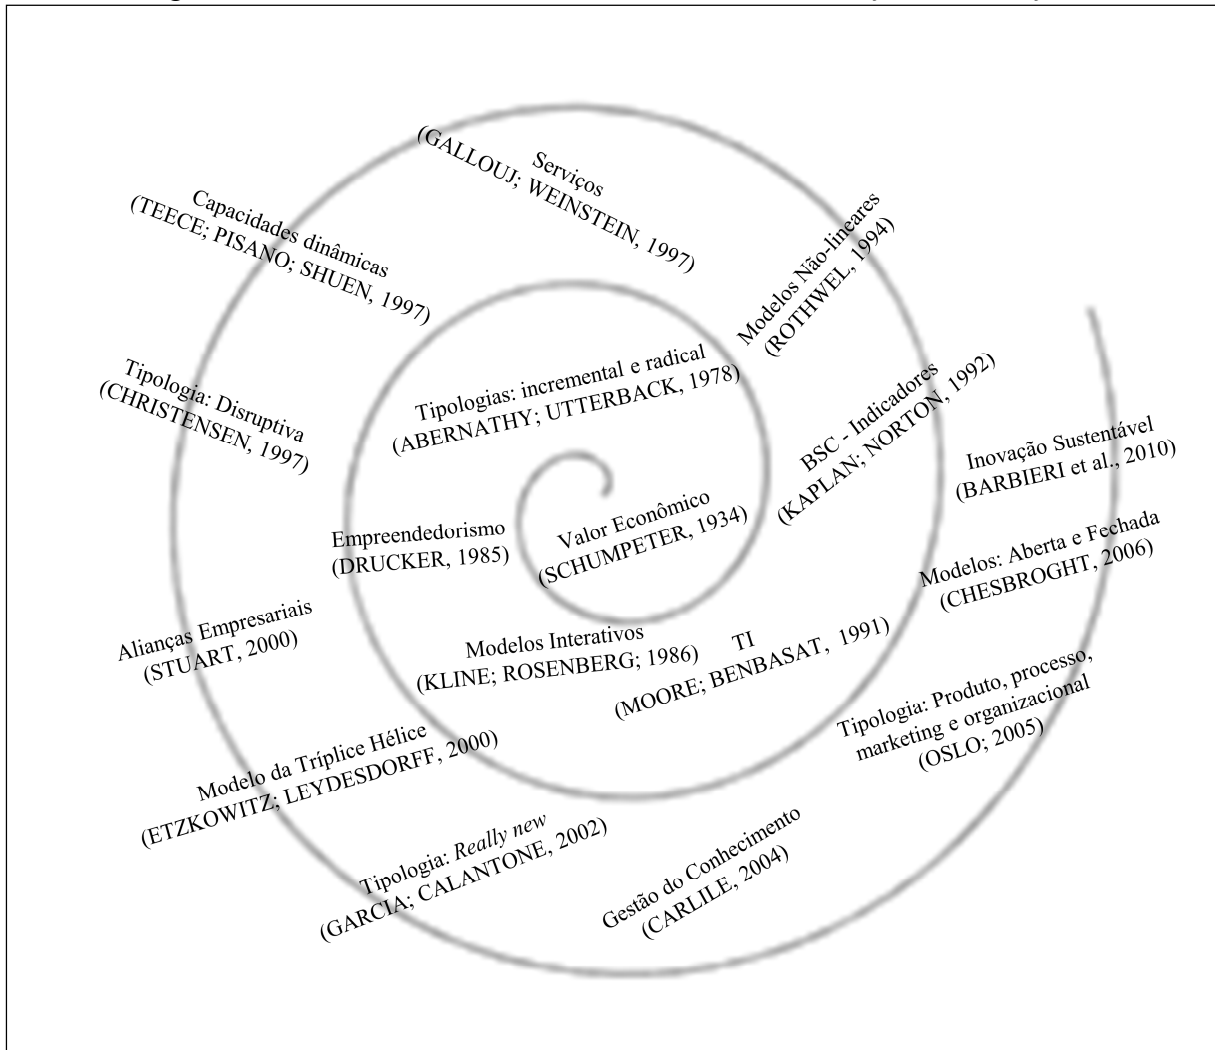 Serviços
(GALLOUJ; WEINSTEIN, 1997)
Capacidades dinâmicas
(TEECE; PISANO; SHUEN, 1997)
Modelos Não-lineares
(ROTHWEL, 1994)
Tipologias: incremental e radical
(ABERNATHY; UTTERBACK, 1978)
Tipologia: Disruptiva
(CHRISTENSEN, 1997)
BSC - Indicadores
(KAPLAN; NORTON, 1992)
Inovação Sustentável
(BARBIERI et al., 2010)
Empreendedorismo
(DRUCKER, 1985)
Valor Econômico
(SCHUMPETER, 1934)
Modelos: Aberta e Fechada
(CHESBROGHT, 2006)
Alianças Empresariais
(STUART, 2000)
Modelos Interativos
(KLINE; ROSENBERG; 1986)
TI
(MOORE; BENBASAT, 1991)
Tipologia: Produto, processo,
marketing e organizacional
(OSLO; 2005)
Modelo da Tríplice Hélice
(ETZKOWITZ; LEYDESDORFF, 2000)
Tipologia: Really new
(GARCIA; CALANTONE, 2002)
Gestão do Conhecimento
(CARLILE, 2004)